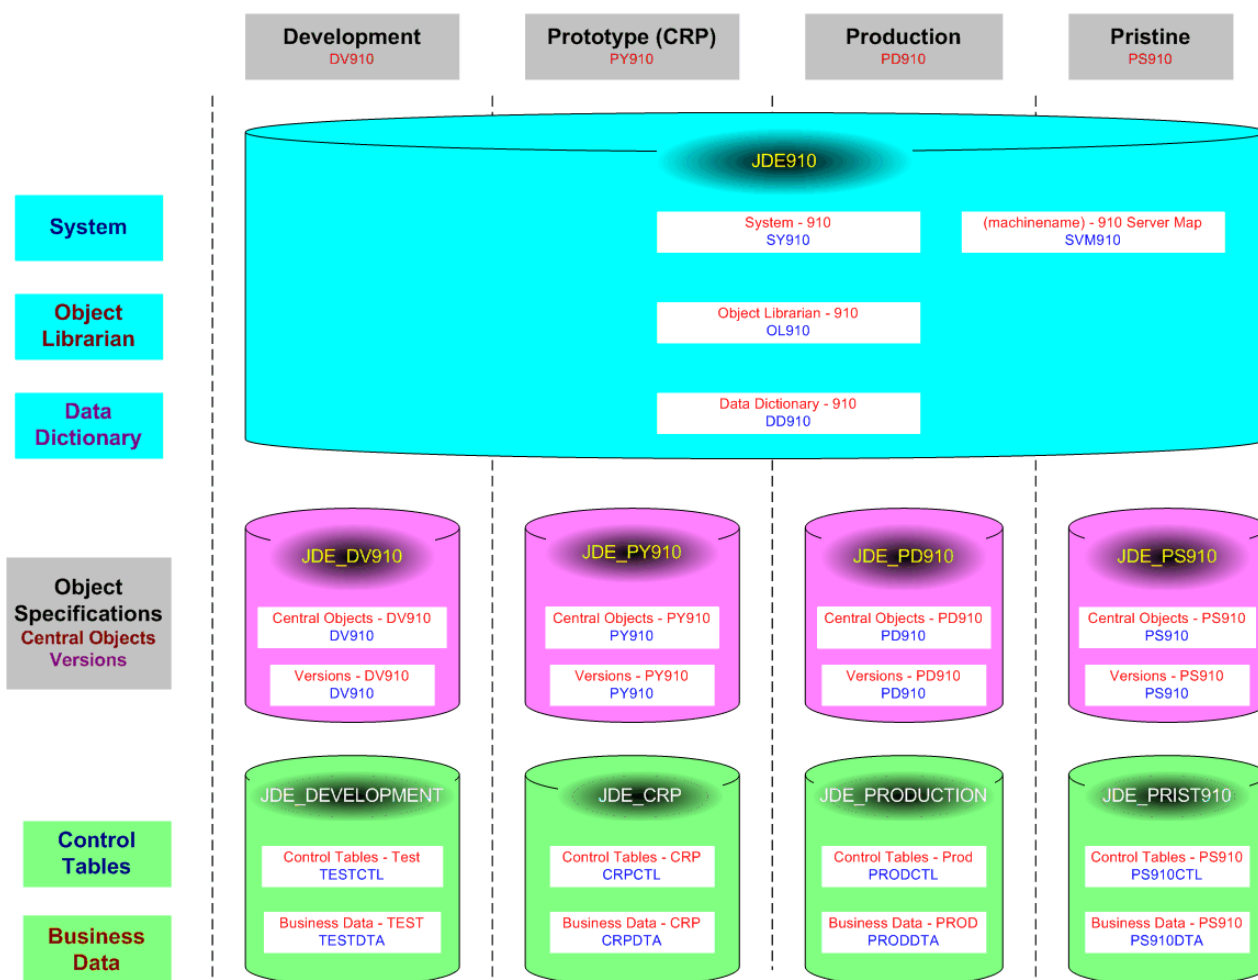 Development
DV910
Prototype (CRP)
PY910
Production
PD910
Pristine
PS910
JDE910
System
System - 910
SY910
(machinename) - 910 Server Map
SVM910
Object
Librarian
Object Librarian - 910
OL910
Data
Dictionary
Data Dictionary - 910
DD910
Object
Specifications
Central Objects
Versions
JDE_DV910
Central Objects - DV910
DV910
Versions - DV910
DV910
JDE_PY910
Central Objects - PY910
PY910
Versions - PY910
PY910
JDE_PD910
Central Objects - PD910
PD910
Versions - PD910
PD910
JDE_PS910
Central Objects - PS910
PS910
Versions - PS910
PS910
JDE_DEVELOPMENT
JDE_CRP
JDE_PRODUCTION
JDE_PRIST910
Control
Tables
Control Tables - Test
TESTCTL
Control Tables - CRP
CRPCTL
Control Tables - Prod
PRODCTL
Control Tables - PS910
PS910CTL
Business
Data
Business Data - TEST
TESTDTA
Business Data - CRP
CRPDTA
Business Data - PROD
PRODDTA
Business Data - PS910
PS910DTA